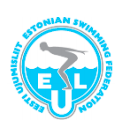 EESTI UJUMISLIIT ESTONIAN SWIMMING FEDERATION
E L
U